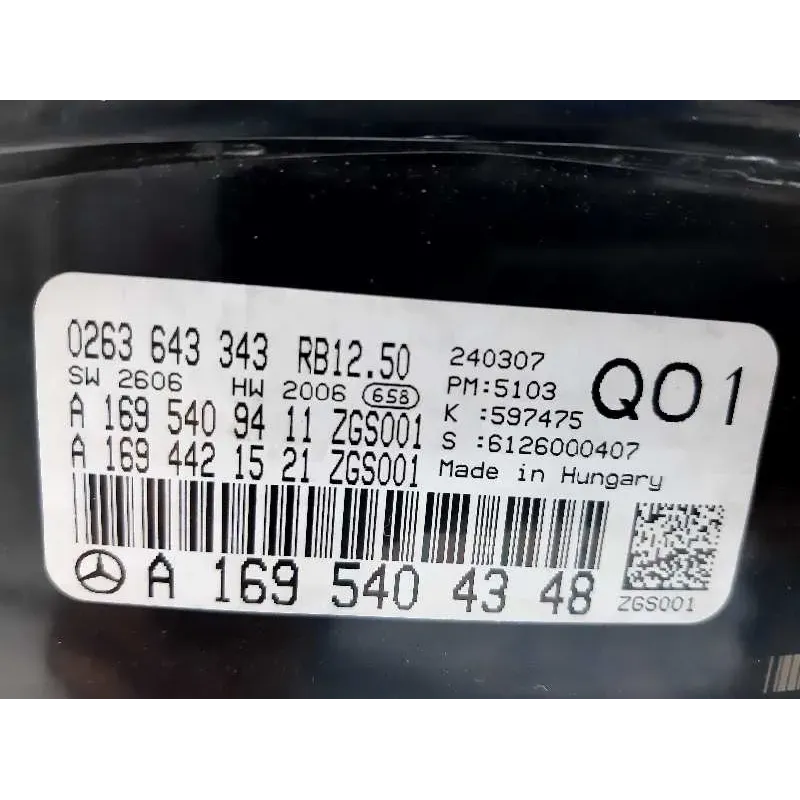 0263 643 343 RB12.50 240307 Q01
SW 2606 HW 2006 658 PM:5103
A 169 540 94 11 ZGS001 K :597475
A 169 442 15 21 ZGS001 S :6126000407
Made in Hungary
A 169 540 43 48 ZGS001